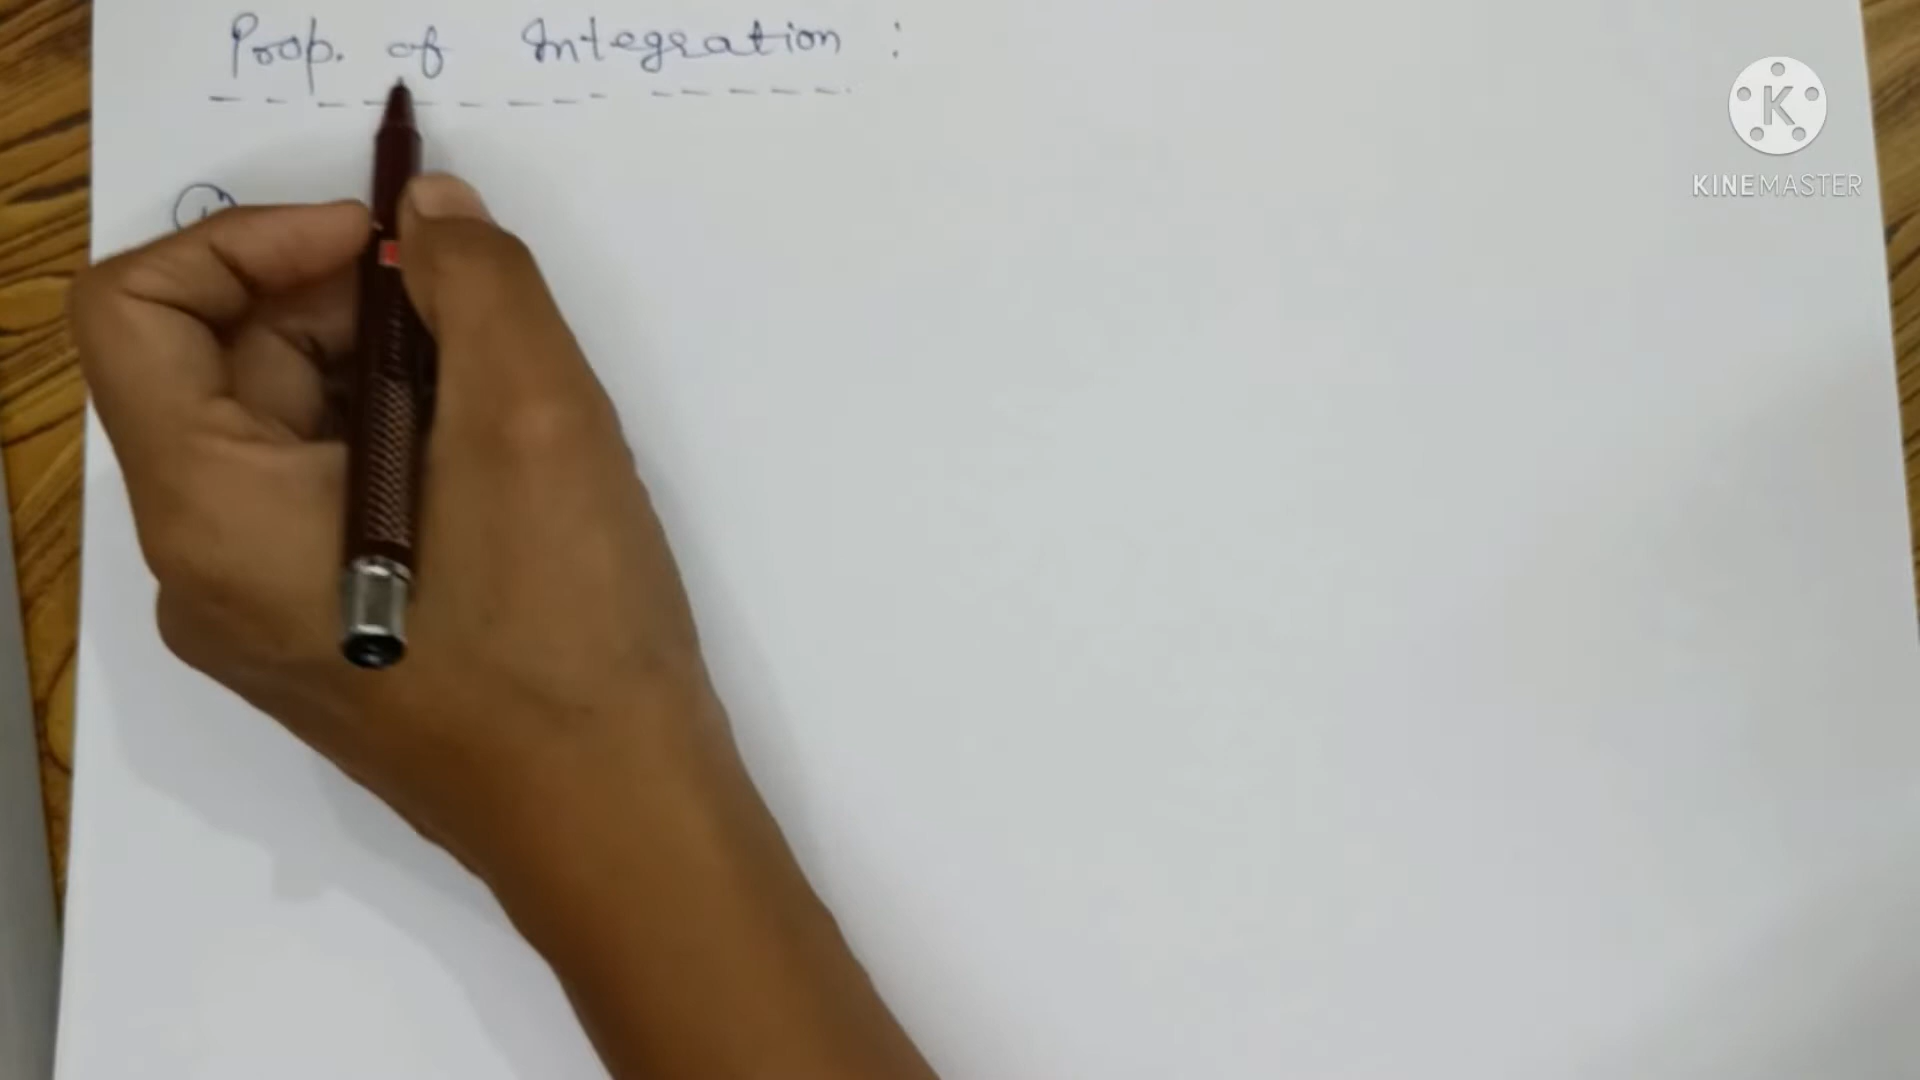 Prop. of Integration :
K
KINEMASTER